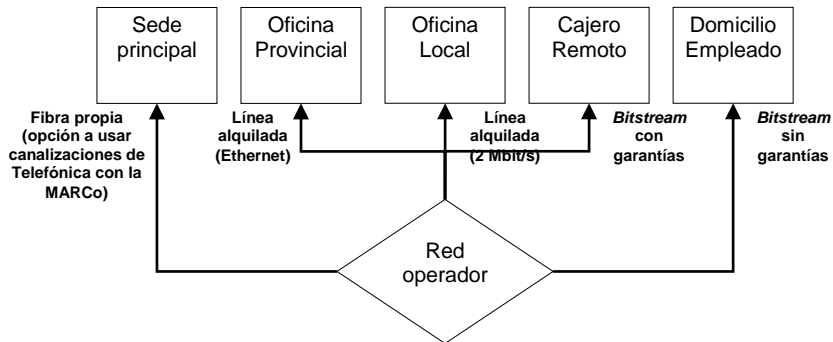 Sede
principal
Oficina
Provincial
Oficina
Local
Cajero
Remoto
Domicilio
Empleado
Fibra propia
(opción a usar
canalizaciones de
Telefónica con la
MARCo)
Línea
alquilada
(Ethernet)
Línea
alquilada
(2 Mbit/s)
Bitstream
con
garantías
Bitstream
sin
garantías
Red
operador